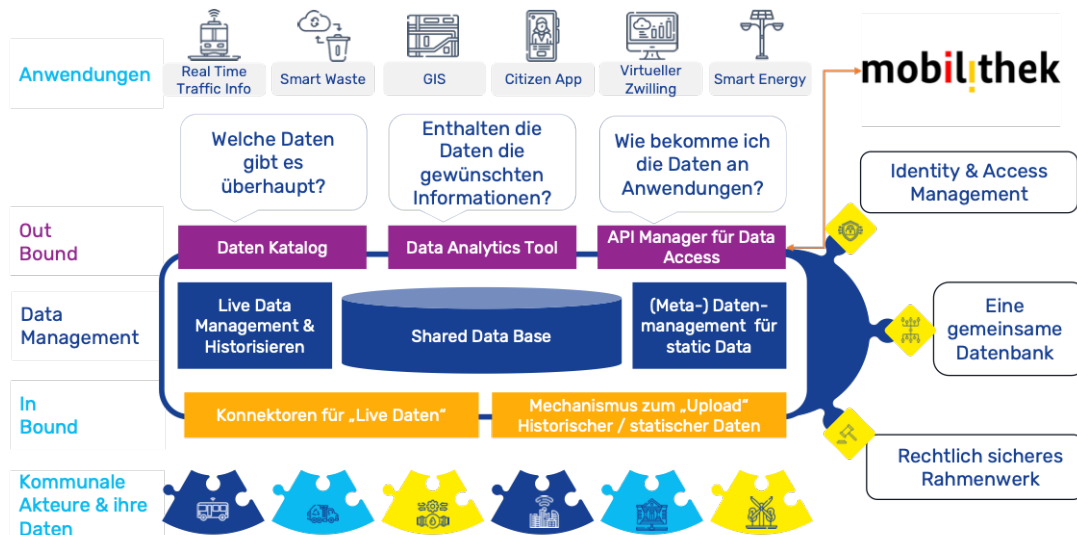 Anwendungen
Real Time
Traffic Info
Smart Waste
GIS
Citizen App
Virtueller
Zwilling
Smart Energy
mobilithek
Welche Daten
gibt es
überhaupt?
Enthalten die
Daten die
gewünschten
Informationen?
Wie bekomme ich
die Daten an
Anwendungen?
Identity & Access
Management
Out
Bound
Daten Katalog
Data Analytics Tool
API Manager für Data
Access
Data
Management
Live Data
Management &
Historisieren
Shared Data Base
(Meta-) Daten-
management für
static Data
Eine
gemeinsame
Datenbank
In
Bound
Konnektoren für „Live Daten“
Mechanismus zum „Upload“
Historischer / statischer Daten
Rechtlich sicheres
Rahmenwerk
Kommunale
Akteure & ihre
Daten